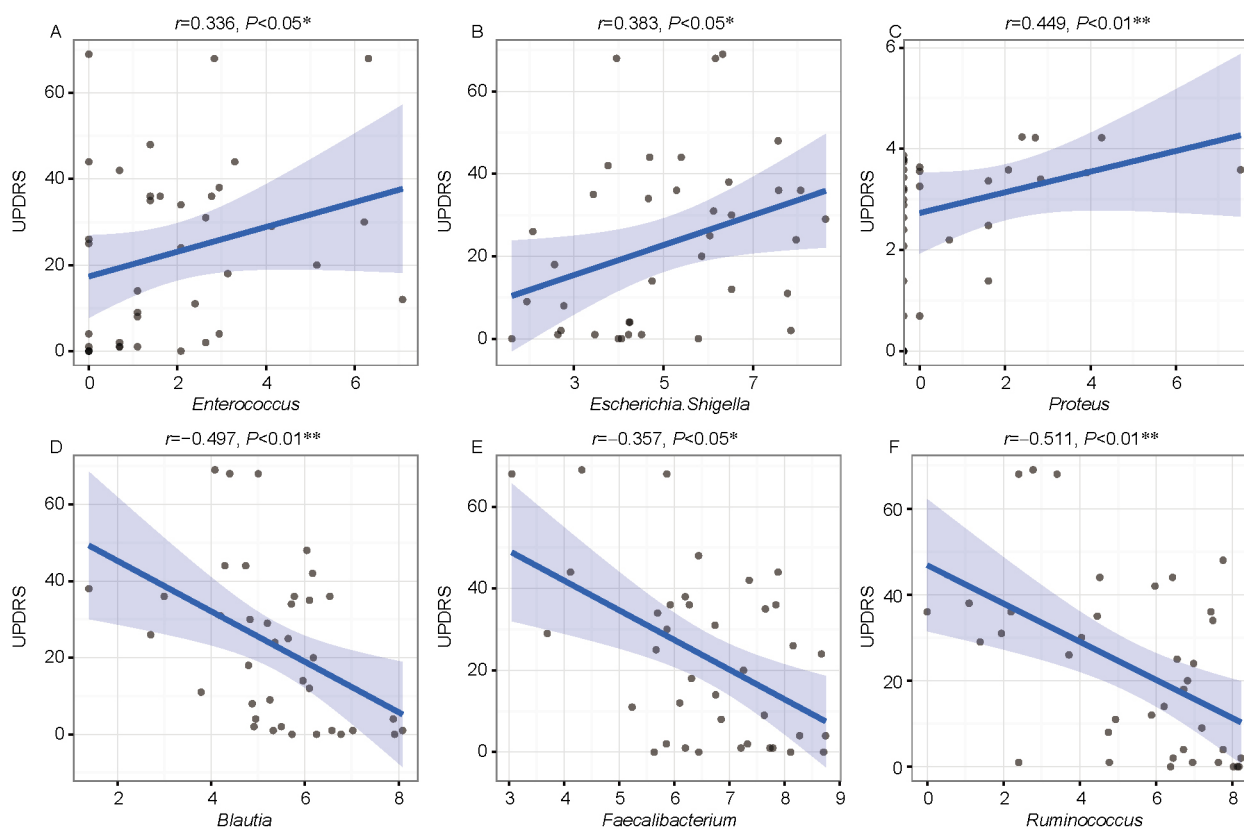 A
r=0.336, P<0.05*
UPDRS
60
40
20
0
0 2 4 6
Enterococcus
B
r=0.383, P<0.05*
UPDRS
60
40
20
0
3 5 7
Escherichia.Shigella
C
r=0.449, P<0.01**
UPDRS
6
4
2
0
0 2 4 6
Proteus
D
r=−0.497, P<0.01**
UPDRS
60
40
20
0
2 4 6 8
Blautia
E
r=−0.357, P<0.05*
UPDRS
60
40
20
0
3 4 5 6 7 8 9
Faecalibacterium
F
r=−0.511, P<0.01**
UPDRS
60
40
20
0
0 2 4 6 8
Ruminococcus